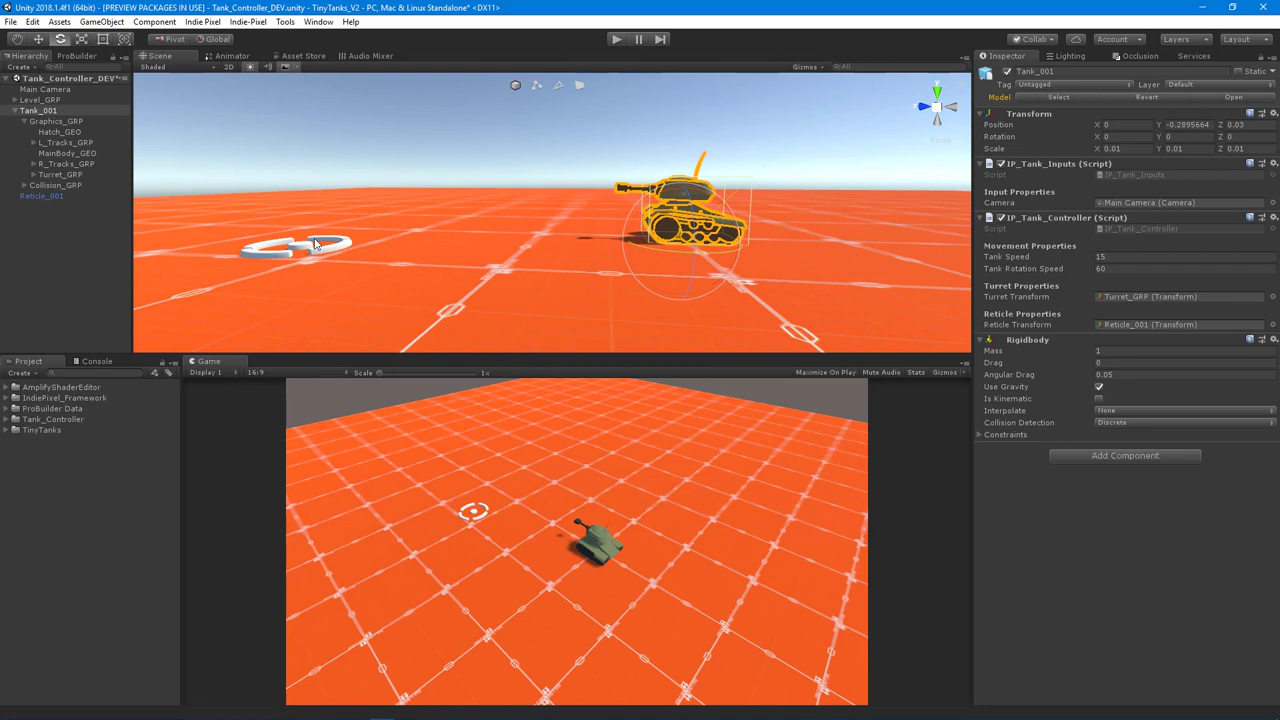 Unity 2018.1.4f1 (64bit) - [PREVIEW PACKAGES IN USE] - Tank_Controller_DEV.unity - TinyTanks_V2 - PC, Mac & Linux Standalone* <DX11>
File Edit Assets GameObject Component Indie Pixel Indie-Pixel Tools Window Help
Pivot Global Collab Account Layers Layout
Hierarchy ProBuilder Scene Animator Asset Store Audio Mixer Inspector Lighting Occlusion Services
Create All Shaded 2D Gizmos All
Tank_Controller_DEV*
Main Camera
Level_GRP
Tank_001
Graphics_GRP
Hatch_GEO
L_Tracks_GRP
MainBody_GEO
R_Tracks_GRP
Turret_GRP
Collision_GRP
Reticle_001
y
z
Persp
Tank_001 Static
Tag Untagged Layer Default
Model Select Revert Open
Transform
Position X 0 Y -0.2895664 Z 0.03
Rotation X 0 Y 0 Z 0
Scale X 0.01 Y 0.01 Z 0.01
IP_Tank_Inputs (Script)
Script IP_Tank_Inputs
Input Properties
Camera Main Camera (Camera)
IP_Tank_Controller (Script)
Script IP_Tank_Controller
Movement Properties
Tank Speed 15
Tank Rotation Speed 60
Turret Properties
Turret Transform Turret_GRP (Transform)
Reticle Properties
Reticle Transform Reticle_001 (Transform)
Rigidbody
Mass 1
Drag 0
Angular Drag 0.05
Use Gravity
Is Kinematic
Interpolate None
Collision Detection Discrete
Constraints
Add Component
Project Console
Create
AmplifyShaderEditor
IndiePixel_Framework
ProBuilder Data
Tank_Controller
TinyTanks
Game
Display 1 16:9 Scale 1x Maximize On Play Mute Audio Stats Gizmos